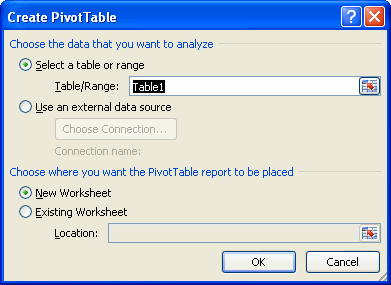 Create PivotTable
Choose the data that you want to analyze
Select a table or range
Table/Range: Table1
Use an external data source
Choose Connection...
Connection name:
Choose where you want the PivotTable report to be placed
New Worksheet
Existing Worksheet
Location:
OK Cancel